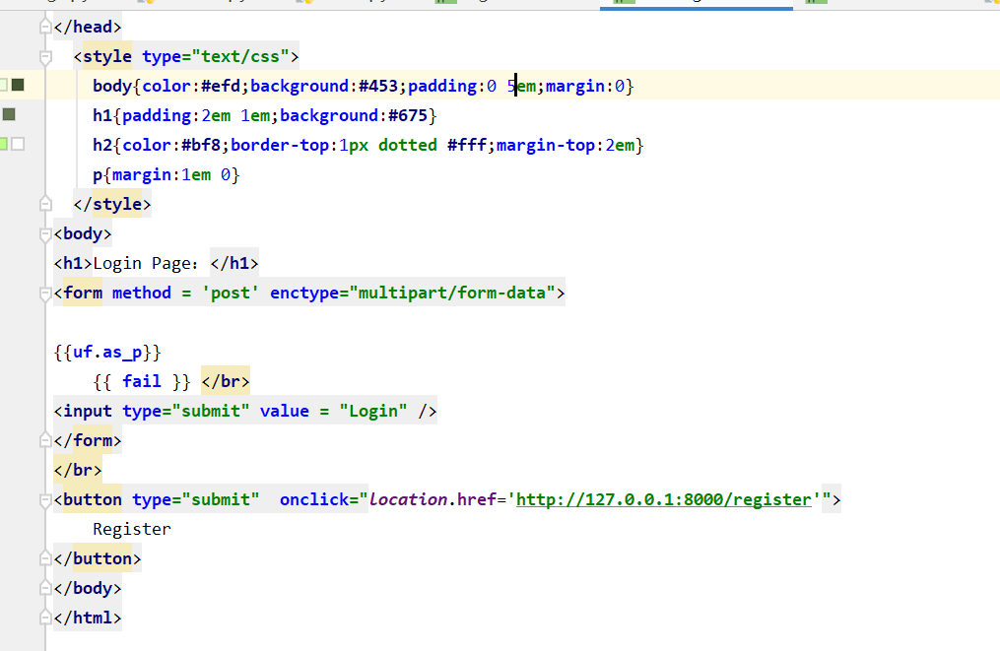 </head>
<style type="text/css">
body{color:#efd;background:#453;padding:0 5em;margin:0}
h1{padding:2em 1em;background:#675}
h2{color:#bf8;border-top:1px dotted #fff;margin-top:2em}
p{margin:1em 0}
</style>
<body>
<h1>Login Page：</h1>
<form method = 'post' enctype="multipart/form-data">
{{uf.as_p}}
{{ fail }} </br>
<input type="submit" value = "Login" />
</form>
</br>
<button type="submit"  onclick="location.href='http://127.0.0.1:8000/register'">
Register
</button>
</body>
</html>